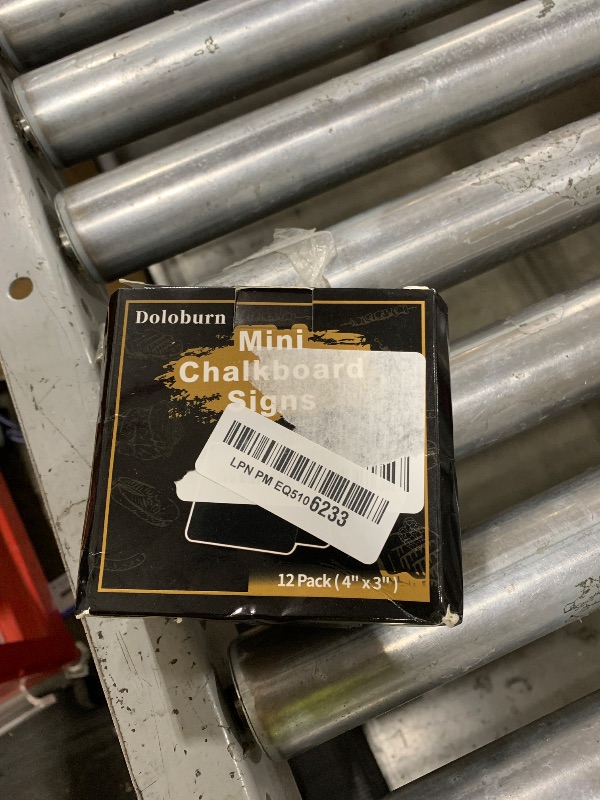 Doloburn
Mini
Chalkboard
Signs
LPN PM EQ5106233
12 Pack ( 4" x 3" )